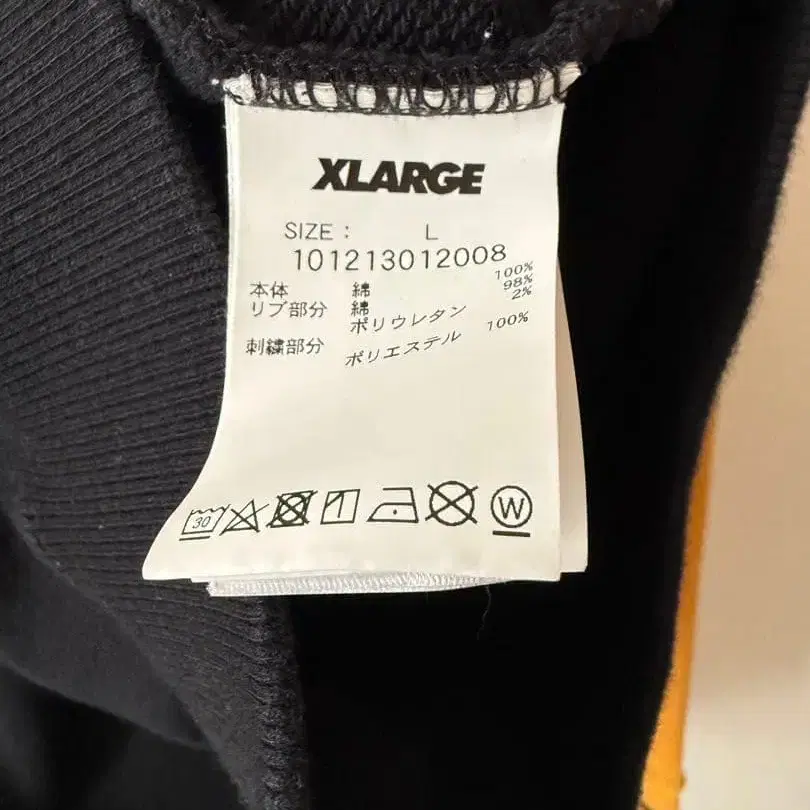 XLARGE
SIZE : L
101213012008
本体 綿 100%
リブ部分 綿 98%
ポリウレタン 2%
刺繍部分 ポリエステル 100%
30
W